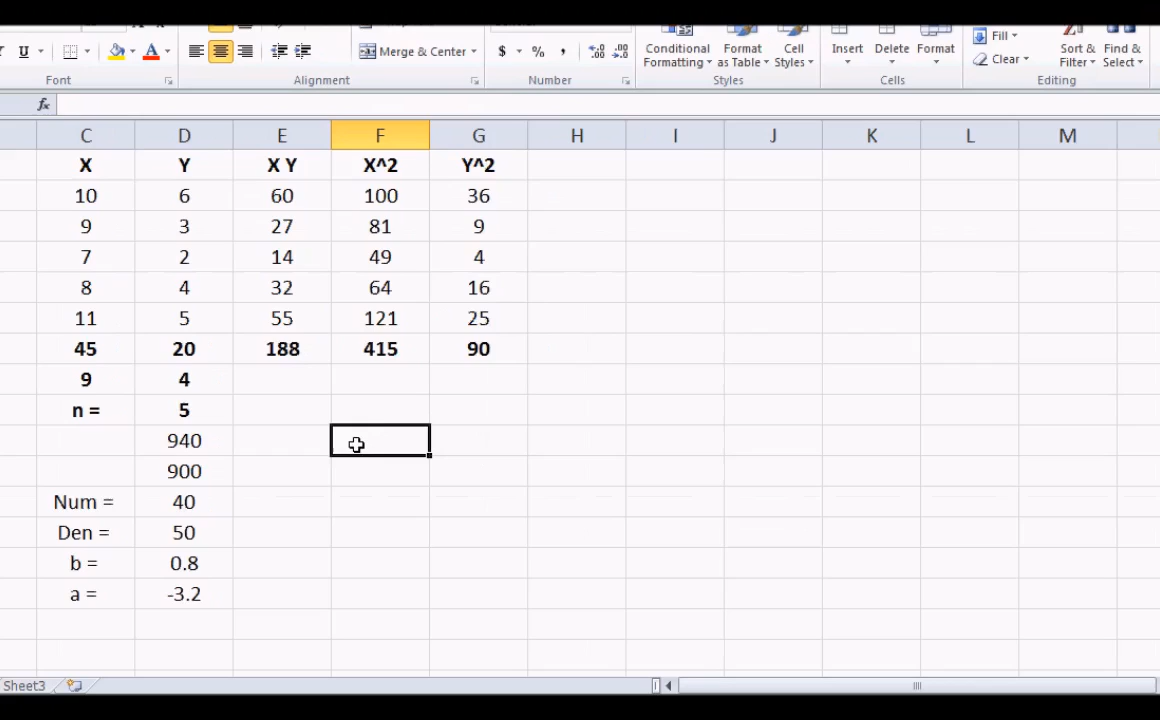 U A Merge & Center $ % , Conditional Formatting Format as Table Cell Styles Insert Delete Format Fill Clear Sort & Filter Find & Select
Font Alignment Number Styles Cells Editing
fx
C D E F G H I J K L M
X Y X Y X^2 Y^2
10 6 60 100 36
9 3 27 81 9
7 2 14 49 4
8 4 32 64 16
11 5 55 121 25
45 20 188 415 90
9 4
n = 5
940
900
Num = 40
Den = 50
b = 0.8
a = -3.2
Sheet3